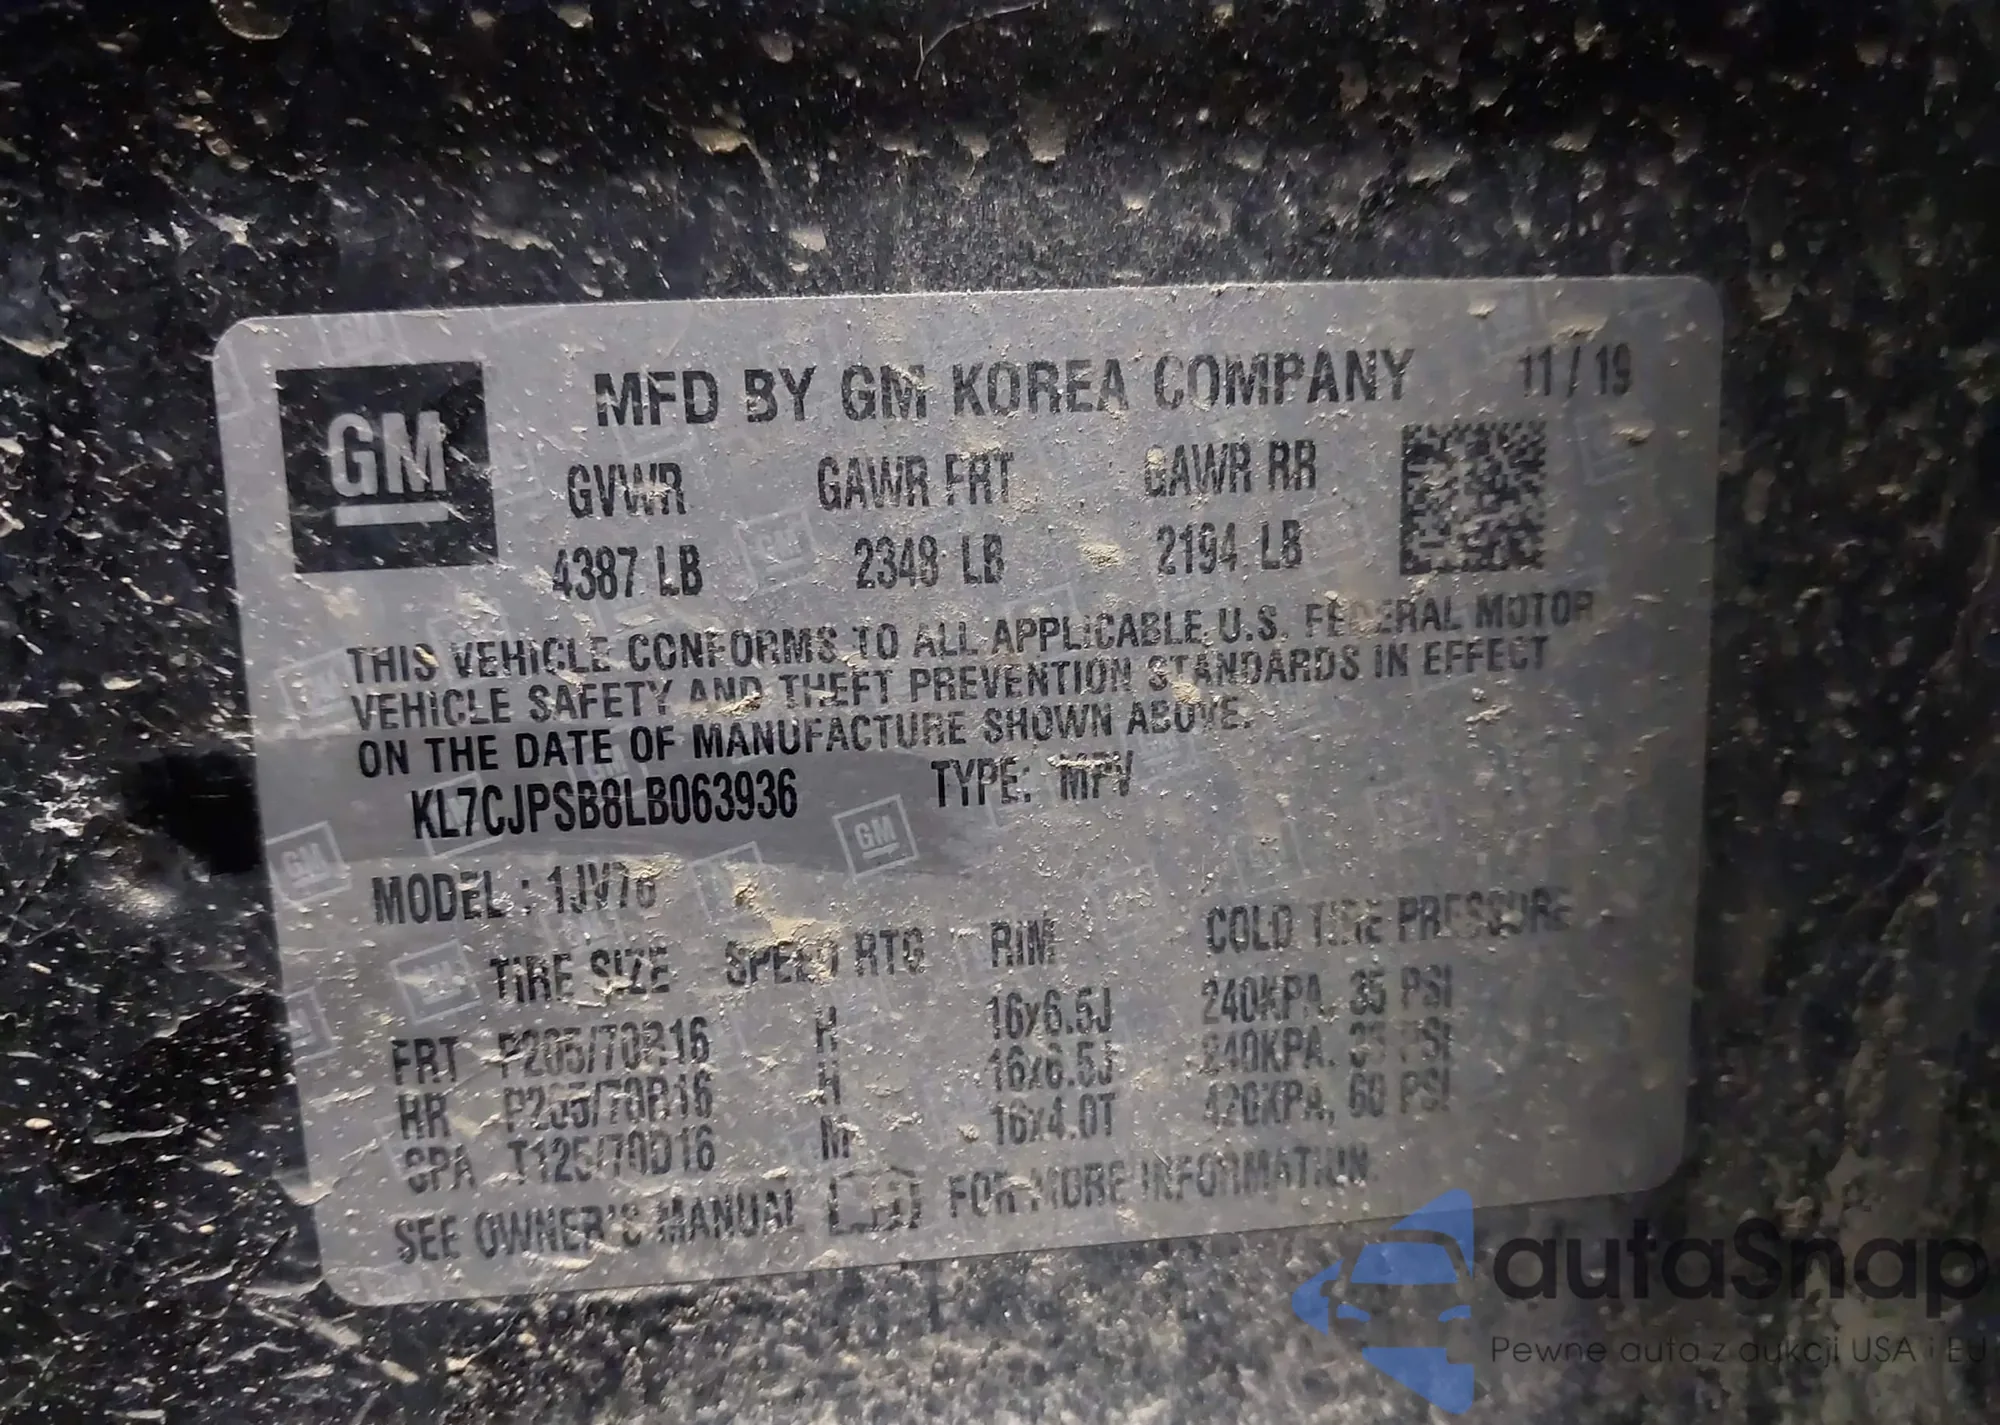 GM
MFD BY GM KOREA COMPANY 11/19
GVWR GAWR FRT GAWR RR
4387 LB 2348 LB 2194 LB
THIS VEHICLE CONFORMS TO ALL APPLICABLE U.S. FEDERAL MOTOR
VEHICLE SAFETY AND THEFT PREVENTION STANDARDS IN EFFECT
ON THE DATE OF MANUFACTURE SHOWN ABOVE.
KL7CJPSB8LB063936 TYPE: MPV
MODEL : 1JV76
TIRE SIZE SPEED RTG RIM COLD TIRE PRESSURE
FRT P205/70R16 H 16x6.5J 240KPA, 35 PSI
RR P205/70R16 H 16x6.5J 240KPA, 35 PSI
SPA T125/70D16 M 16x4.0T 420KPA, 60 PSI
SEE OWNER'S MANUAL FOR MORE INFORMATION.
autaSnap
Pewne auta z aukcji USA i EU